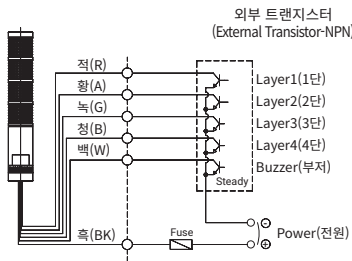 외부 트랜지스터
(External Transistor-NPN)
적(R)
황(A)
녹(G)
청(B)
백(W)
Layer1(1단)
Layer2(2단)
Layer3(3단)
Layer4(4단)
Buzzer(부저)
Steady
흑(BK)
Fuse
Power(전원)